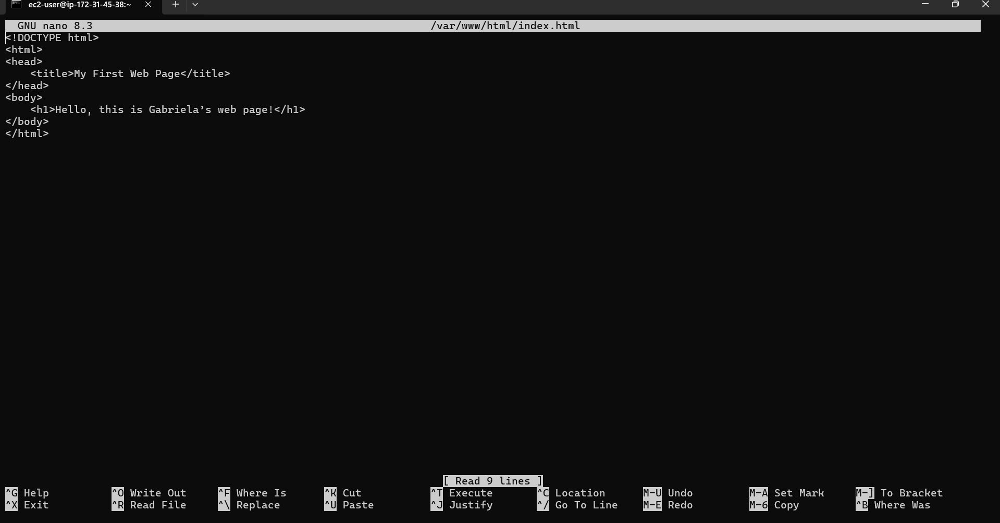 ec2-user@ip-172-31-45-38:~
GNU nano 8.3 /var/www/html/index.html
<!DOCTYPE html>
<html>
<head>
    <title>My First Web Page</title>
</head>
<body>
    <h1>Hello, this is Gabriela’s web page!</h1>
</body>
</html>
[ Read 9 lines ]
^G Help ^O Write Out ^F Where Is ^K Cut ^T Execute ^C Location M-U Undo M-A Set Mark M-] To Bracket
^X Exit ^R Read File ^\ Replace ^U Paste ^J Justify ^/ Go To Line M-E Redo M-6 Copy ^B Where Was